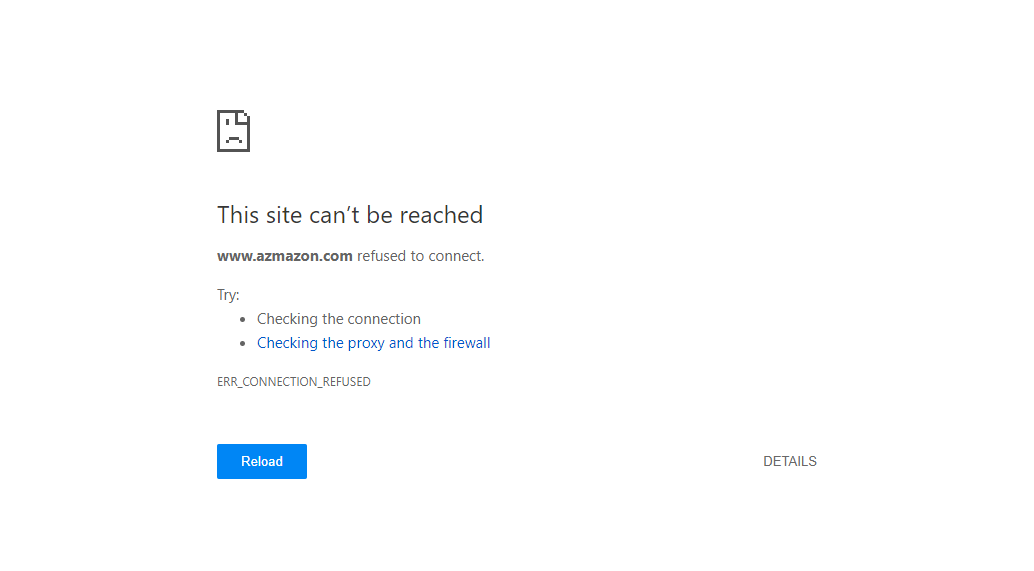 This site can’t be reached
www.azmazon.com refused to connect.
Try:
Checking the connection
Checking the proxy and the firewall
ERR_CONNECTION_REFUSED
Reload
DETAILS